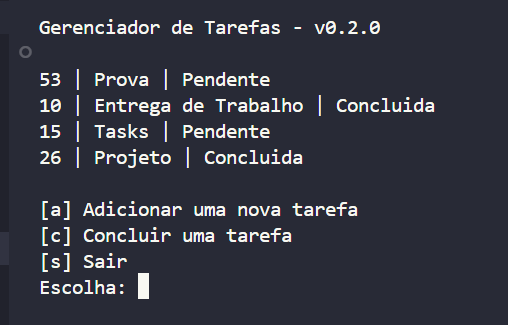 Gerenciador de Tarefas - v0.2.0
53 | Prova | Pendente
10 | Entrega de Trabalho | Concluida
15 | Tasks | Pendente
26 | Projeto | Concluida
[a] Adicionar uma nova tarefa
[c] Concluir uma tarefa
[s] Sair
Escolha: